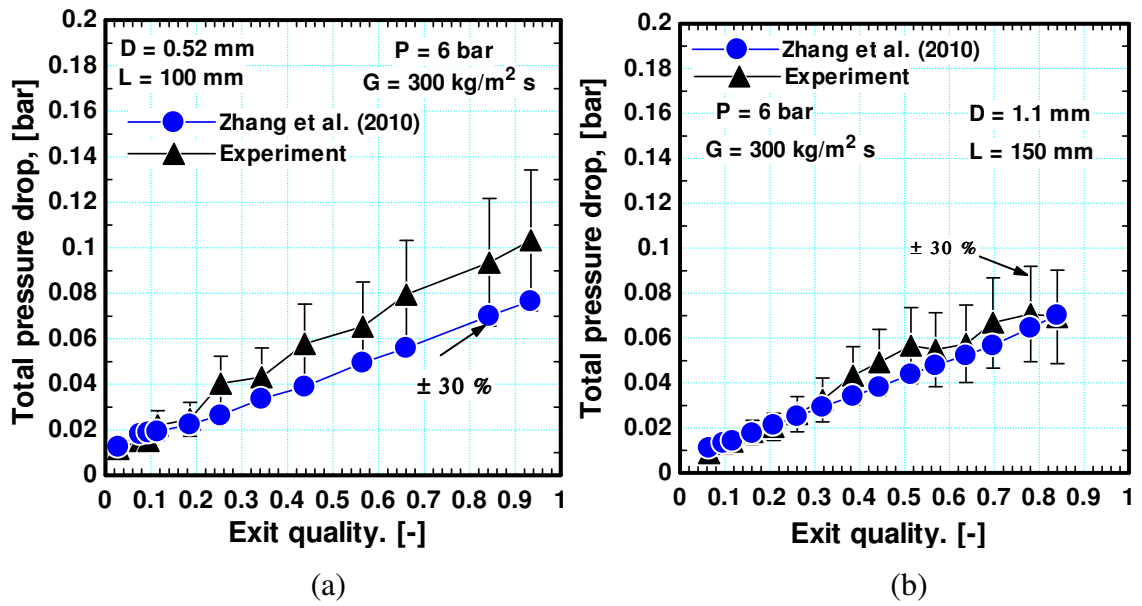 0.2
0.18
0.16
0.14
0.12
0.1
0.08
0.06
0.04
0.02
0
Total pressure drop, [bar]
D = 0.52 mm
L = 100 mm
P = 6 bar
G = 300 kg/m² s
Zhang et al. (2010)
Experiment
± 30 %
0 0.1 0.2 0.3 0.4 0.5 0.6 0.7 0.8 0.9 1
Exit quality. [-]
(a)
0.2
0.18
0.16
0.14
0.12
0.1
0.08
0.06
0.04
0.02
0
Total pressure drop, [bar]
Zhang et al. (2010)
Experiment
P = 6 bar
G = 300 kg/m² s
D = 1.1 mm
L = 150 mm
± 30 %
0 0.1 0.2 0.3 0.4 0.5 0.6 0.7 0.8 0.9 1
Exit quality. [-]
(b)